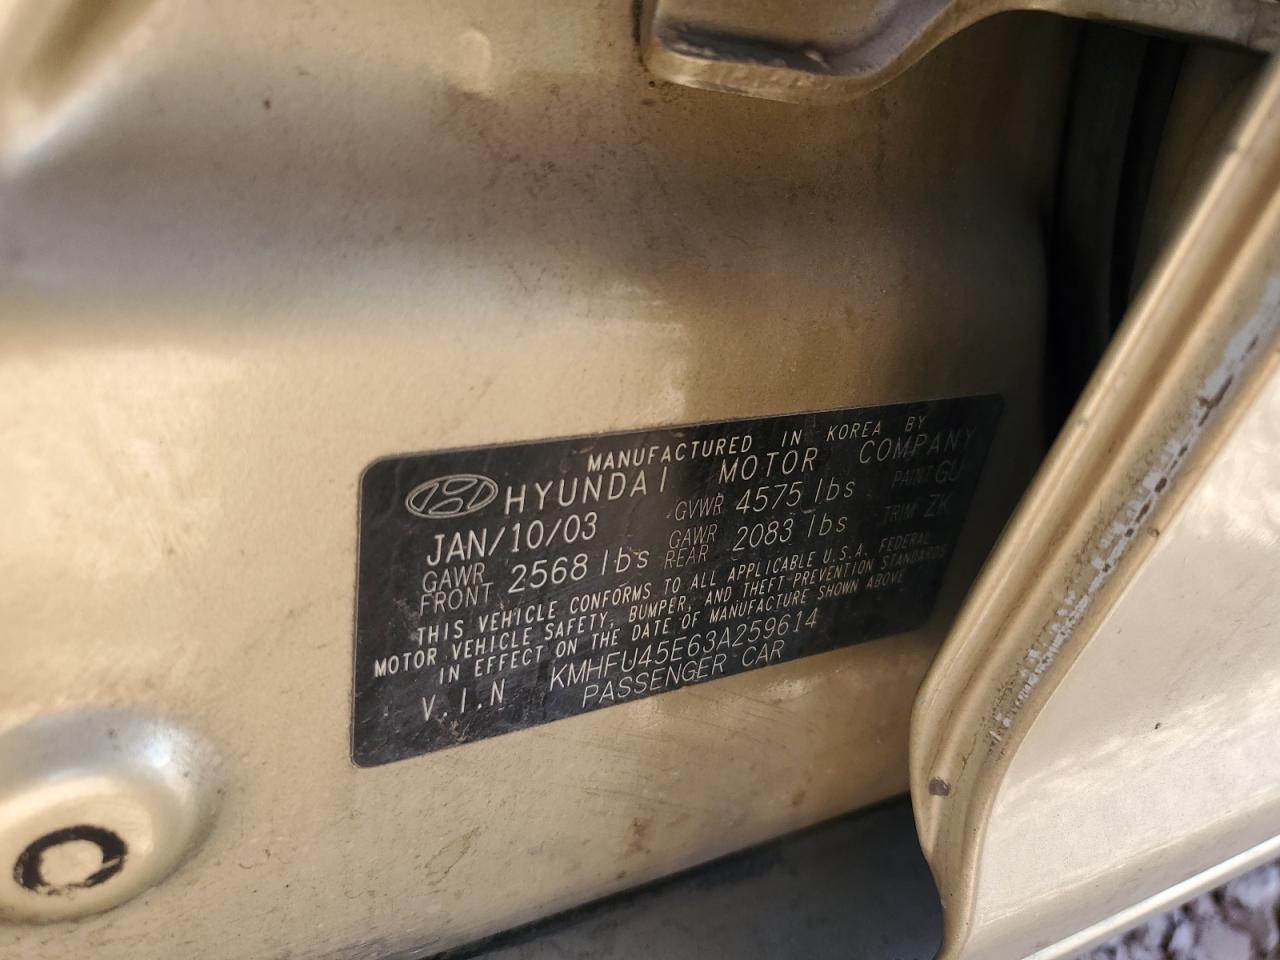 MANUFACTURED IN KOREA BY
HYUNDAI MOTOR COMPANY
JAN/10/03 GVWR 4575 lbs PAINT GU
GAWR FRONT 2568 lbs GAWR REAR 2083 lbs TRIM ZK
THIS VEHICLE CONFORMS TO ALL APPLICABLE U.S.A. FEDERAL
MOTOR VEHICLE SAFETY, BUMPER, AND THEFT-PREVENTION STANDARDS
IN EFFECT ON THE DATE OF MANUFACTURE SHOWN ABOVE
V.I.N KMHFU45E63A259614
PASSENGER CAR